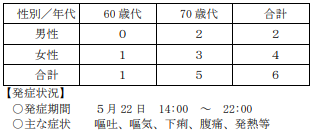 性別／年代 60歳代 70歳代 合計
男性 0 2 2
女性 1 3 4
合計 1 5 6
【発症状況】
○発症期間 ５月22日 14:00 ～ 22:00
○主な症状 嘔吐、嘔気、下痢、腹痛、発熱等